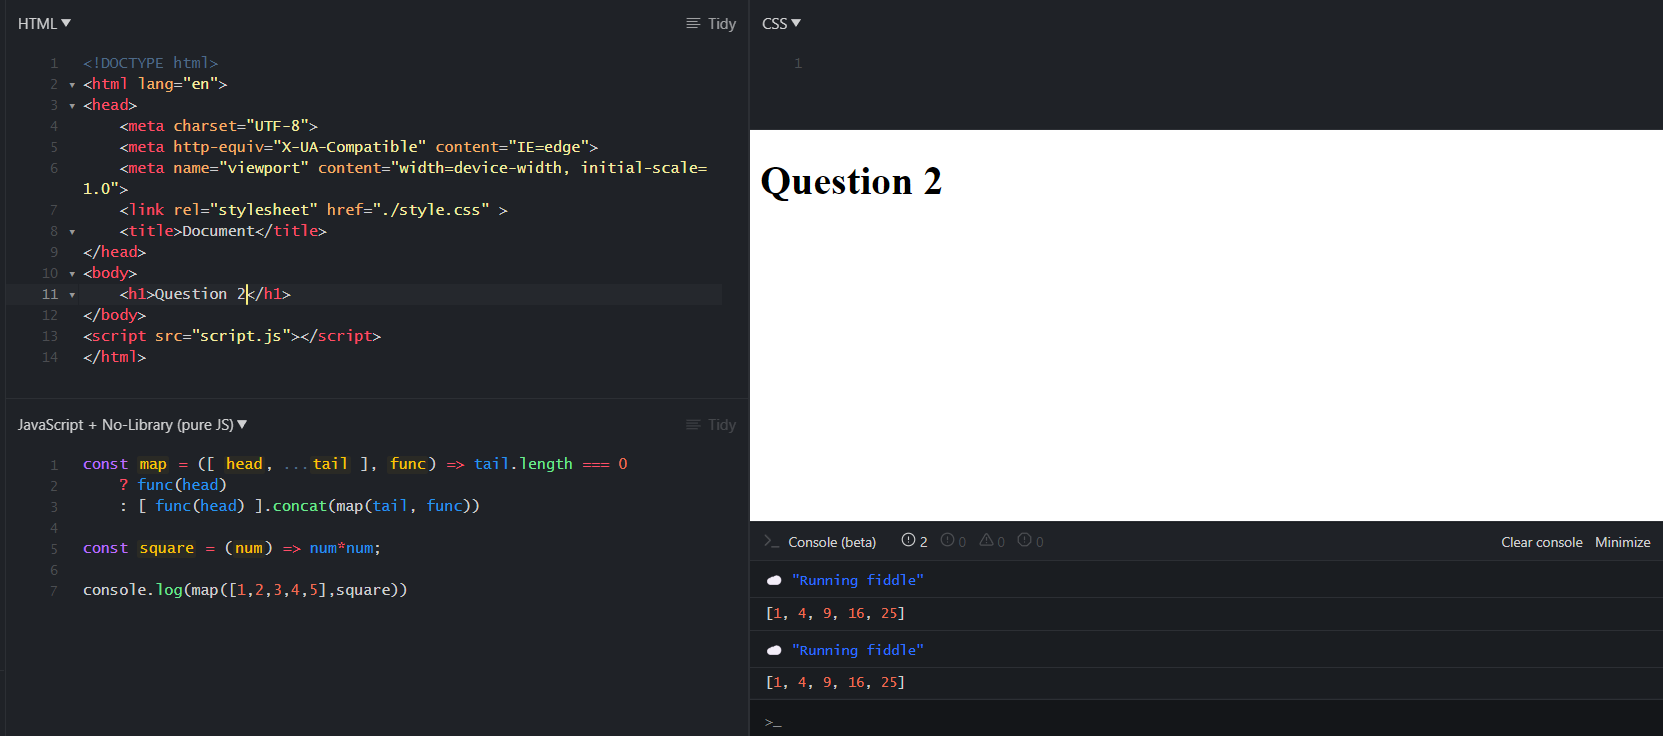 HTML ▼ Tidy
1 <!DOCTYPE html>
2 ▾ <html lang="en">
3 ▾ <head>
4 <meta charset="UTF-8">
5 <meta http-equiv="X-UA-Compatible" content="IE=edge">
6 <meta name="viewport" content="width=device-width, initial-scale=
1.0">
7 <link rel="stylesheet" href="./style.css" >
8 ▾ <title>Document</title>
9 </head>
10 ▾ <body>
11 ▾ <h1>Question 2</h1>
12 </body>
13 <script src="script.js"></script>
14 </html>
JavaScript + No-Library (pure JS) ▼ Tidy
1 const map = ([ head, ...tail ], func) => tail.length === 0
2 ? func(head)
3 : [ func(head) ].concat(map(tail, func))
4
5 const square = (num) => num*num;
6
7 console.log(map([1,2,3,4,5],square))
CSS ▼
1
Question 2
>_ Console (beta) 2 0 0 0 Clear console Minimize
"Running fiddle"
[1, 4, 9, 16, 25]
"Running fiddle"
[1, 4, 9, 16, 25]
>_